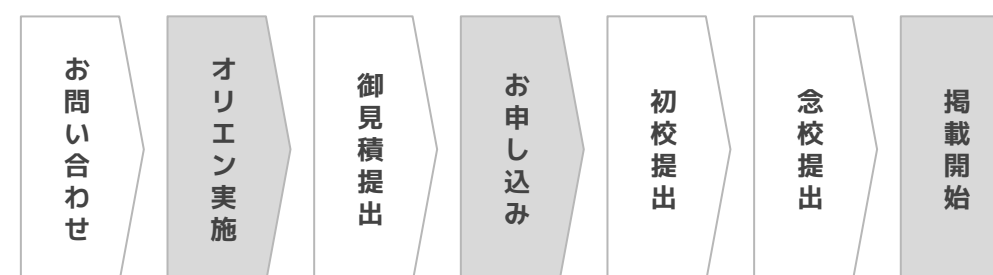 お問い合わせ
オリエン実施
御見積提出
お申し込み
初校提出
念校提出
掲載開始